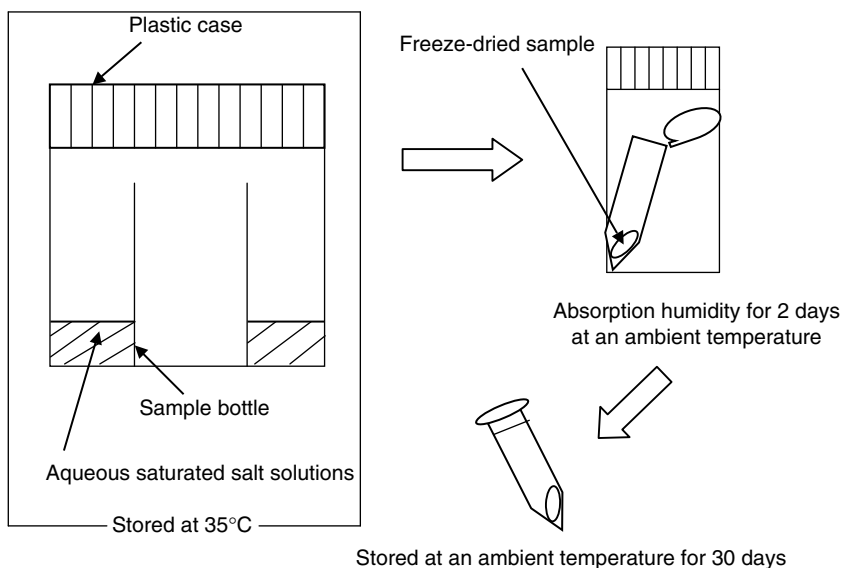 Plastic case
Freeze-dried sample
Absorption humidity for 2 days
at an ambient temperature
Sample bottle
Aqueous saturated salt solutions
Stored at 35°C
Stored at an ambient temperature for 30 days